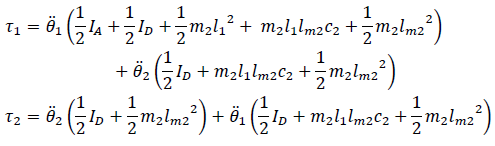 τ₁ = θ̈₁(½I_A + ½I_D + ½m₂l₁² + m₂l₁l_{m2}c₂ + ½m₂l_{m2}²)
+ θ̈₂(½I_D + m₂l₁l_{m2}c₂ + ½m₂l_{m2}²)
τ₂ = θ̈₂(½I_D + ½m₂l_{m2}²) + θ̈₁(½I_D + m₂l₁l_{m2}c₂ + ½m₂l_{m2}²)